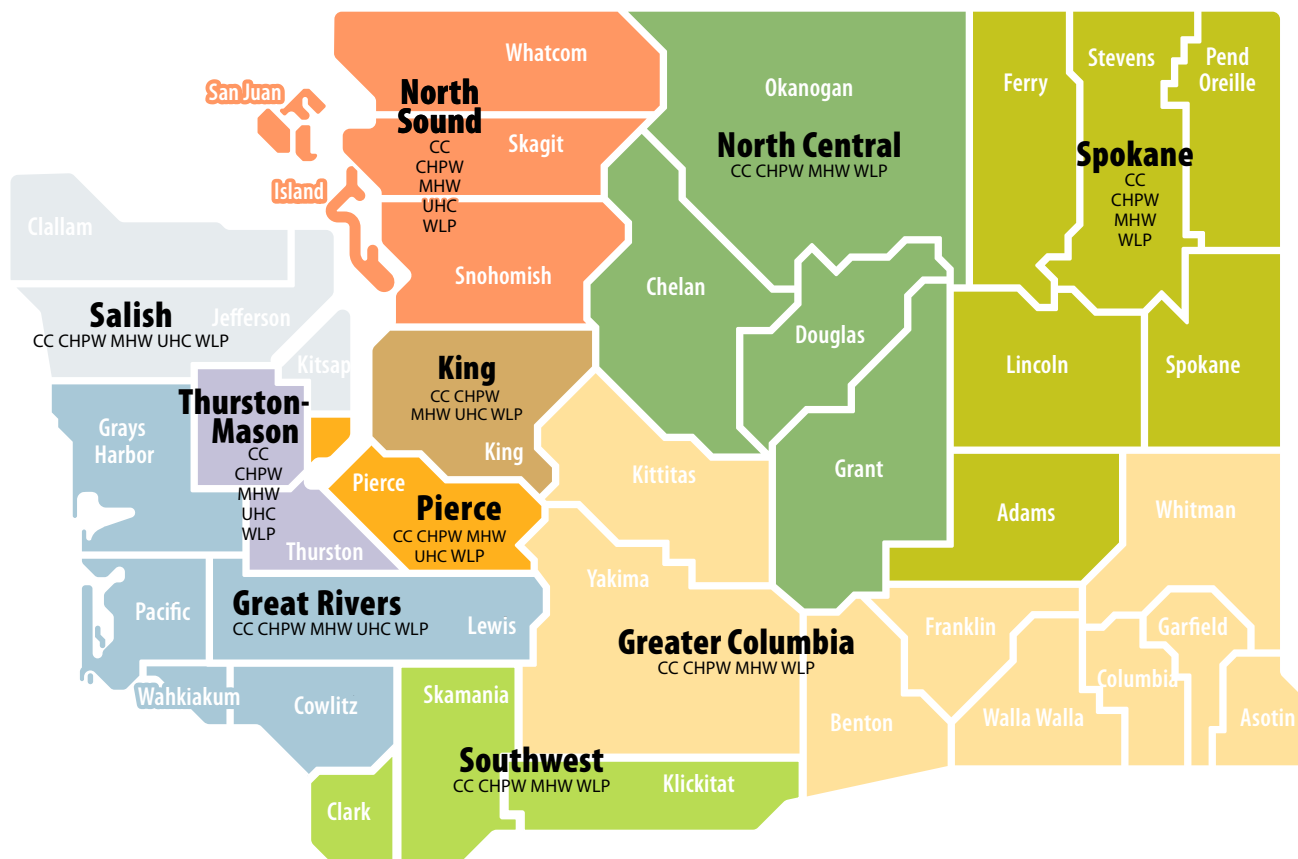 Whatcom
San Juan
North
Sound
CC
CHPW
MHW
UHC
WLP
Skagit
Island
Snohomish
Okanogan
North Central
CC CHPW MHW WLP
Chelan
Douglas
Grant
Ferry
Stevens
Pend
Oreille
Spokane
CC
CHPW
MHW
WLP
Lincoln
Spokane
Adams
Clallam
Salish
CC CHPW MHW UHC WLP
Jefferson
Kitsap
King
CC CHPW
MHW UHC WLP
King
Thurston-
Mason
CC
CHPW
MHW
UHC
WLP
Thurston
Grays
Harbor
Pierce
Pierce
CC CHPW MHW
UHC WLP
Kittitas
Yakima
Greater Columbia
CC CHPW MHW WLP
Whitman
Franklin
Garfield
Columbia
Benton
Walla Walla
Asotin
Pacific
Great Rivers
CC CHPW MHW UHC WLP
Lewis
Wahkiakum
Cowlitz
Skamania
Southwest
CC CHPW MHW WLP
Klickitat
Clark